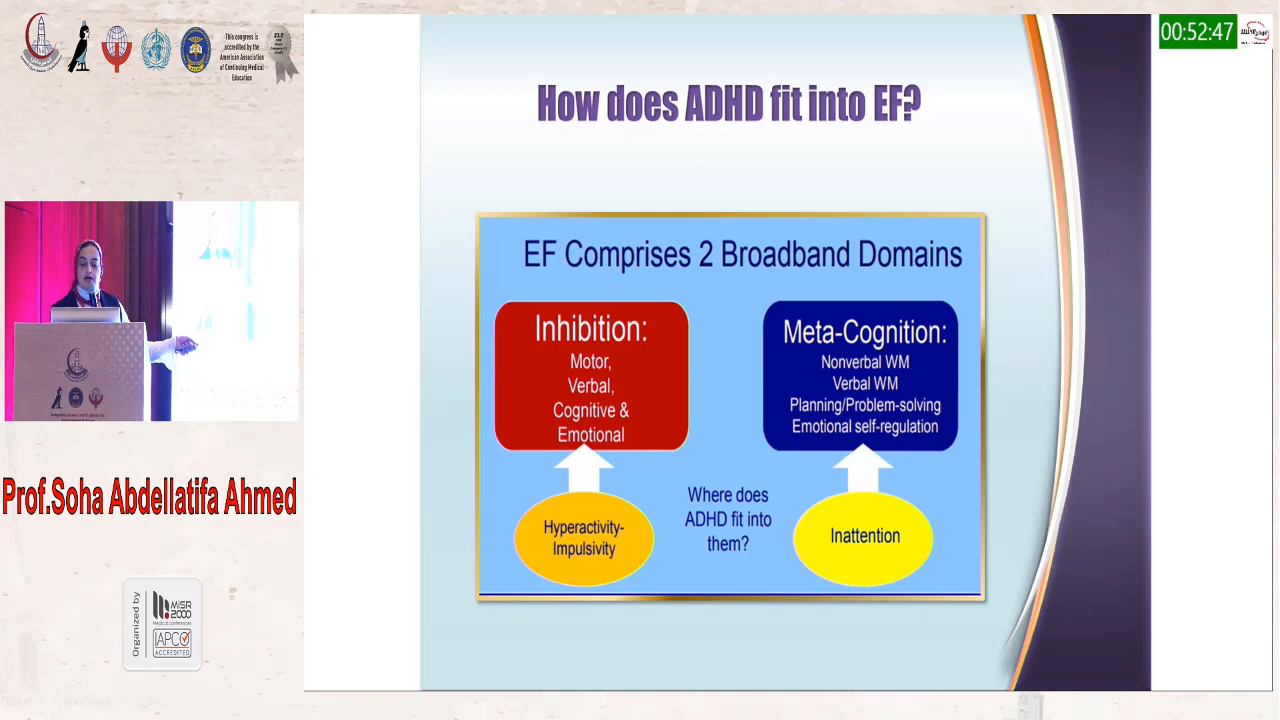 This congress is
accredited by the
American Association
of Continuing Medical
Education
00:52:47
How does ADHD fit into EF?
EF Comprises 2 Broadband Domains
Inhibition:
Motor,
Verbal,
Cognitive &
Emotional
Meta-Cognition:
Nonverbal WM
Verbal WM
Planning/Problem-solving
Emotional self-regulation
Hyperactivity-
Impulsivity
Where does
ADHD fit into
them?
Inattention
Prof.Soha Abdellatifa Ahmed
Organized by
MiSR
2000
Medical conferences
IAPCO
ACCREDITED